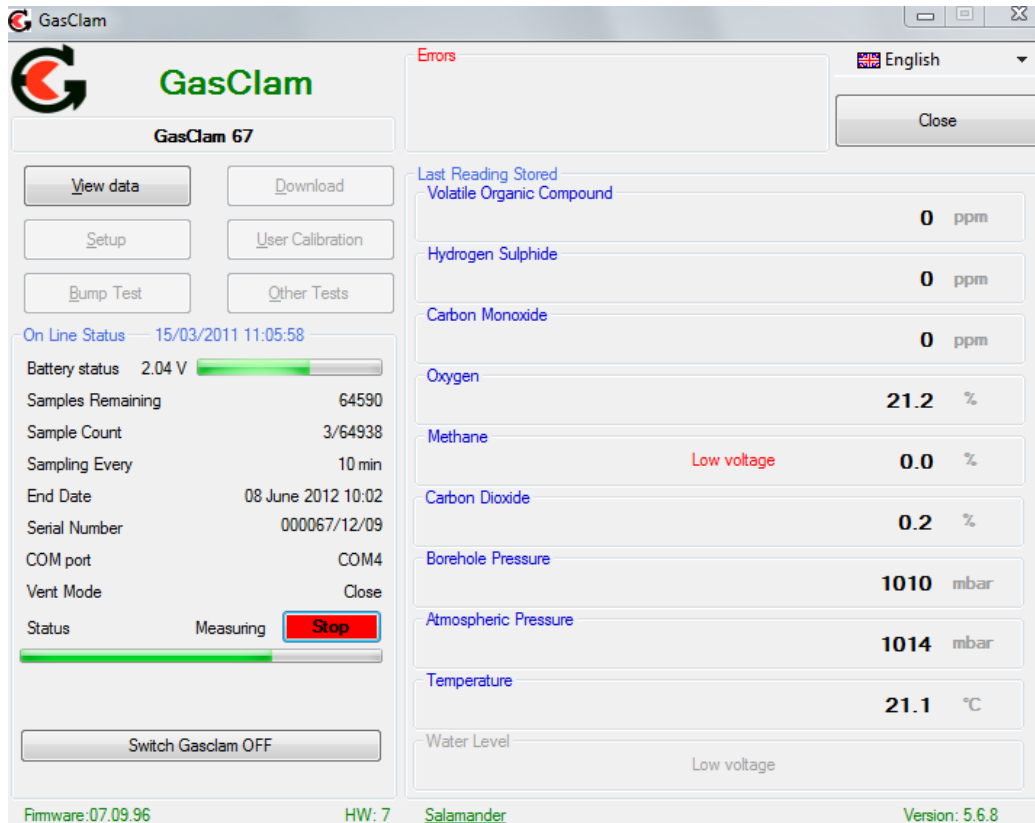 GasClam
GasClam
GasClam 67
Errors
English
Close
View data
Download
Setup
User Calibration
Bump Test
Other Tests
On Line Status 15/03/2011 11:05:58
Battery status 2.04 V
Samples Remaining 64590
Sample Count 3/64938
Sampling Every 10 min
End Date 08 June 2012 10:02
Serial Number 000067/12/09
COM port COM4
Vent Mode Close
Status Measuring Stop
Switch Gasclam OFF
Last Reading Stored
Volatile Organic Compound
0 ppm
Hydrogen Sulphide
0 ppm
Carbon Monoxide
0 ppm
Oxygen
21.2 %
Methane
Low voltage 0.0 %
Carbon Dioxide
0.2 %
Borehole Pressure
1010 mbar
Atmospheric Pressure
1014 mbar
Temperature
21.1 °C
Water Level
Low voltage
Firmware:07.09.96 HW: 7 Salamander Version: 5.6.8